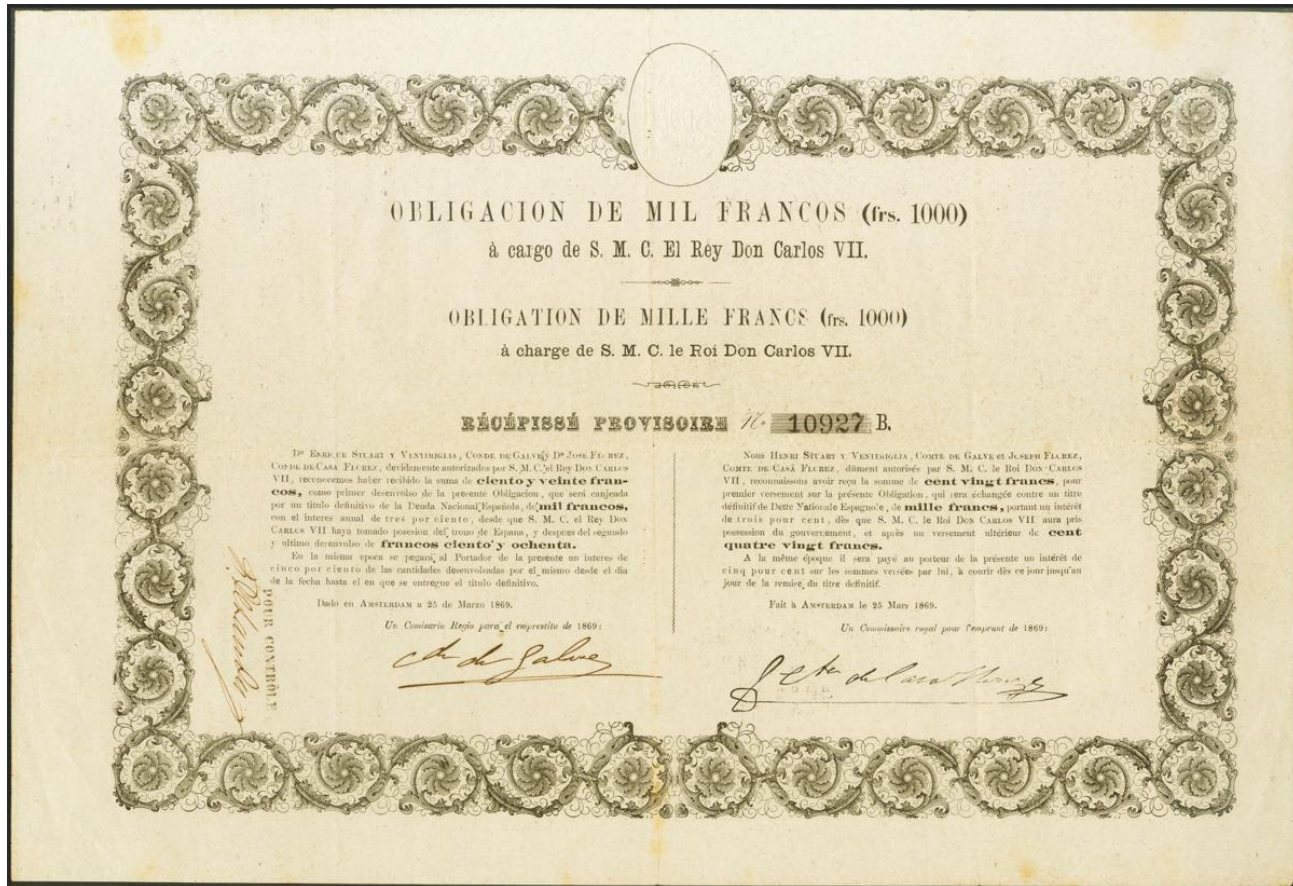 OBLIGACION DE MIL FRANCOS (frs. 1000)
à cargo de S. M. C. El Rey Don Carlos VII.
OBLIGATION DE MILLE FRANCS (frs. 1000)
à charge de S. M. C. le Roi Don Carlos VII.
RÉCÉPISSÉ PROVISOIRE No. 10927 B.
Dn ENRIQUE STUART Y VENTIMIGLIA, CONDE DE GALVE y Dn JOSE FLOREZ,
CONDE DE CASA FLOREZ, devidamente autorizados por S. M. C. el Rey DON CARLOS
VII, reconocemos haber recibido la suma de ciento y veinte fran-
cos, como primer desenvolso de la presente Obligacion, que será canjeada
por un titulo definitivo de la Deuda Nacional Española, de mil francos,
con el interes annual de tres por ciento, desde que S. M. C. el Rey DON
CARLOS VII haya tomado posesion del trono de Espana, y despues del segundo
y ultimo desenvolso de francos ciento y ochenta.
En la misma epoca se pegará al Portador de la presente un interes de
cinco por ciento de las cantidades desenvolsadas por el mismo desde el dia
de la fecha hasta el en que se entregue el titulo definitivo.
Dado en AMSTERDAM a 25 de Marzo 1869.
Un Comisario Regio para el emprestito de 1869:
cde de Galve
Nous HENRI STUART Y VENTIMIGLIA, COMTE DE GALVE et JOSEPH FLOREZ,
COMTE DE CASA FLOREZ, dûment autorisés par S. M. C. le Roi DON CARLOS
VII, reconnaissons avoir reçu la somme de cent vingt francs, pour
premier versement sur la présente Obligation, qui sera échangée contre un titre
définitif de Dette Nationale Espagnole, de mille francs, portant un intérêt
de trois pour cent, dès que S. M. C. le Roi DON CARLOS VII aura pris
possession du gouvernement, et après un versement ultérieur de cent
quatre vingt francs.
A la même époque il sera payé au porteur de la présente un intérêt de
cinq pour cent sur les sommes versées par lui, à courir dès ce jour jusqu'au
jour de la remise du titre definitif.
Fait à AMSTERDAM le 25 Mars 1869.
Un Commissaire royal pour l'emprunt de 1869:
de Casa Florez
POUR CONTRÔLE